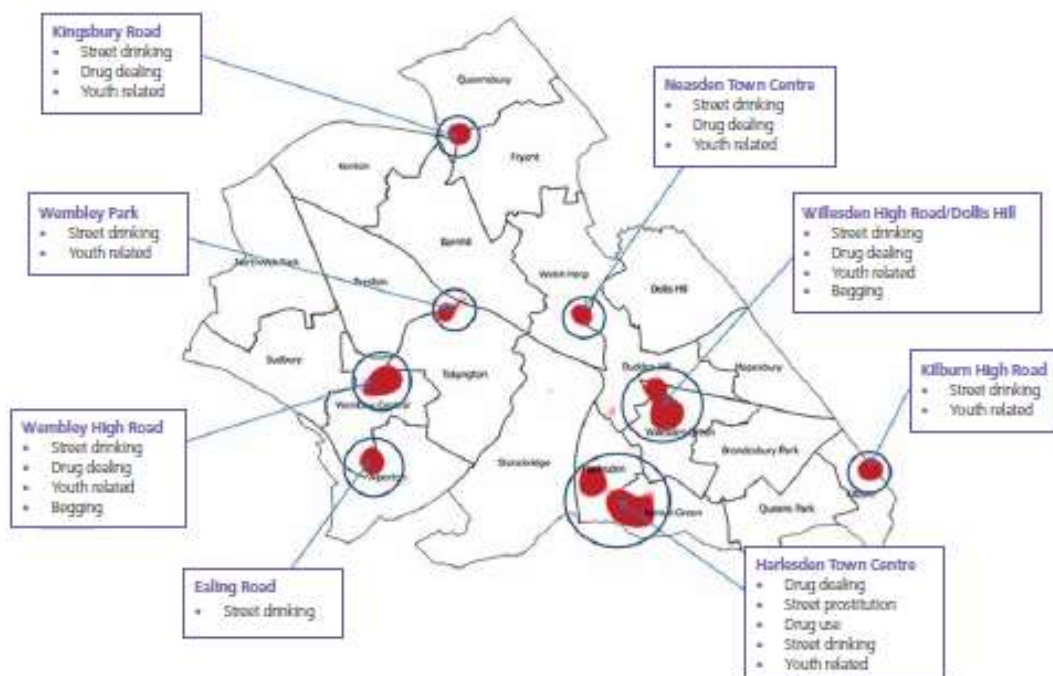 Kingsbury Road
• Street drinking
• Drug dealing
• Youth related
Neasden Town Centre
• Street drinking
• Drug dealing
• Youth related
Wembley Park
• Street drinking
• Youth related
Willesden High Road/Dollis Hill
• Street drinking
• Drug dealing
• Youth related
• Begging
Kilburn High Road
• Street drinking
• Youth related
Wembley High Road
• Street drinking
• Drug dealing
• Youth related
• Begging
Ealing Road
• Street drinking
Harlesden Town Centre
• Drug dealing
• Street prostitution
• Drug use
• Street drinking
• Youth related
Queensbury
Fryent
Kenton
Barnhill
Preston
Welsh Harp
Dollis Hill
Sudbury
Tokyngton
Mapesbury
Wembley Central
Stonebridge
Brondesbury Park
Queens Park